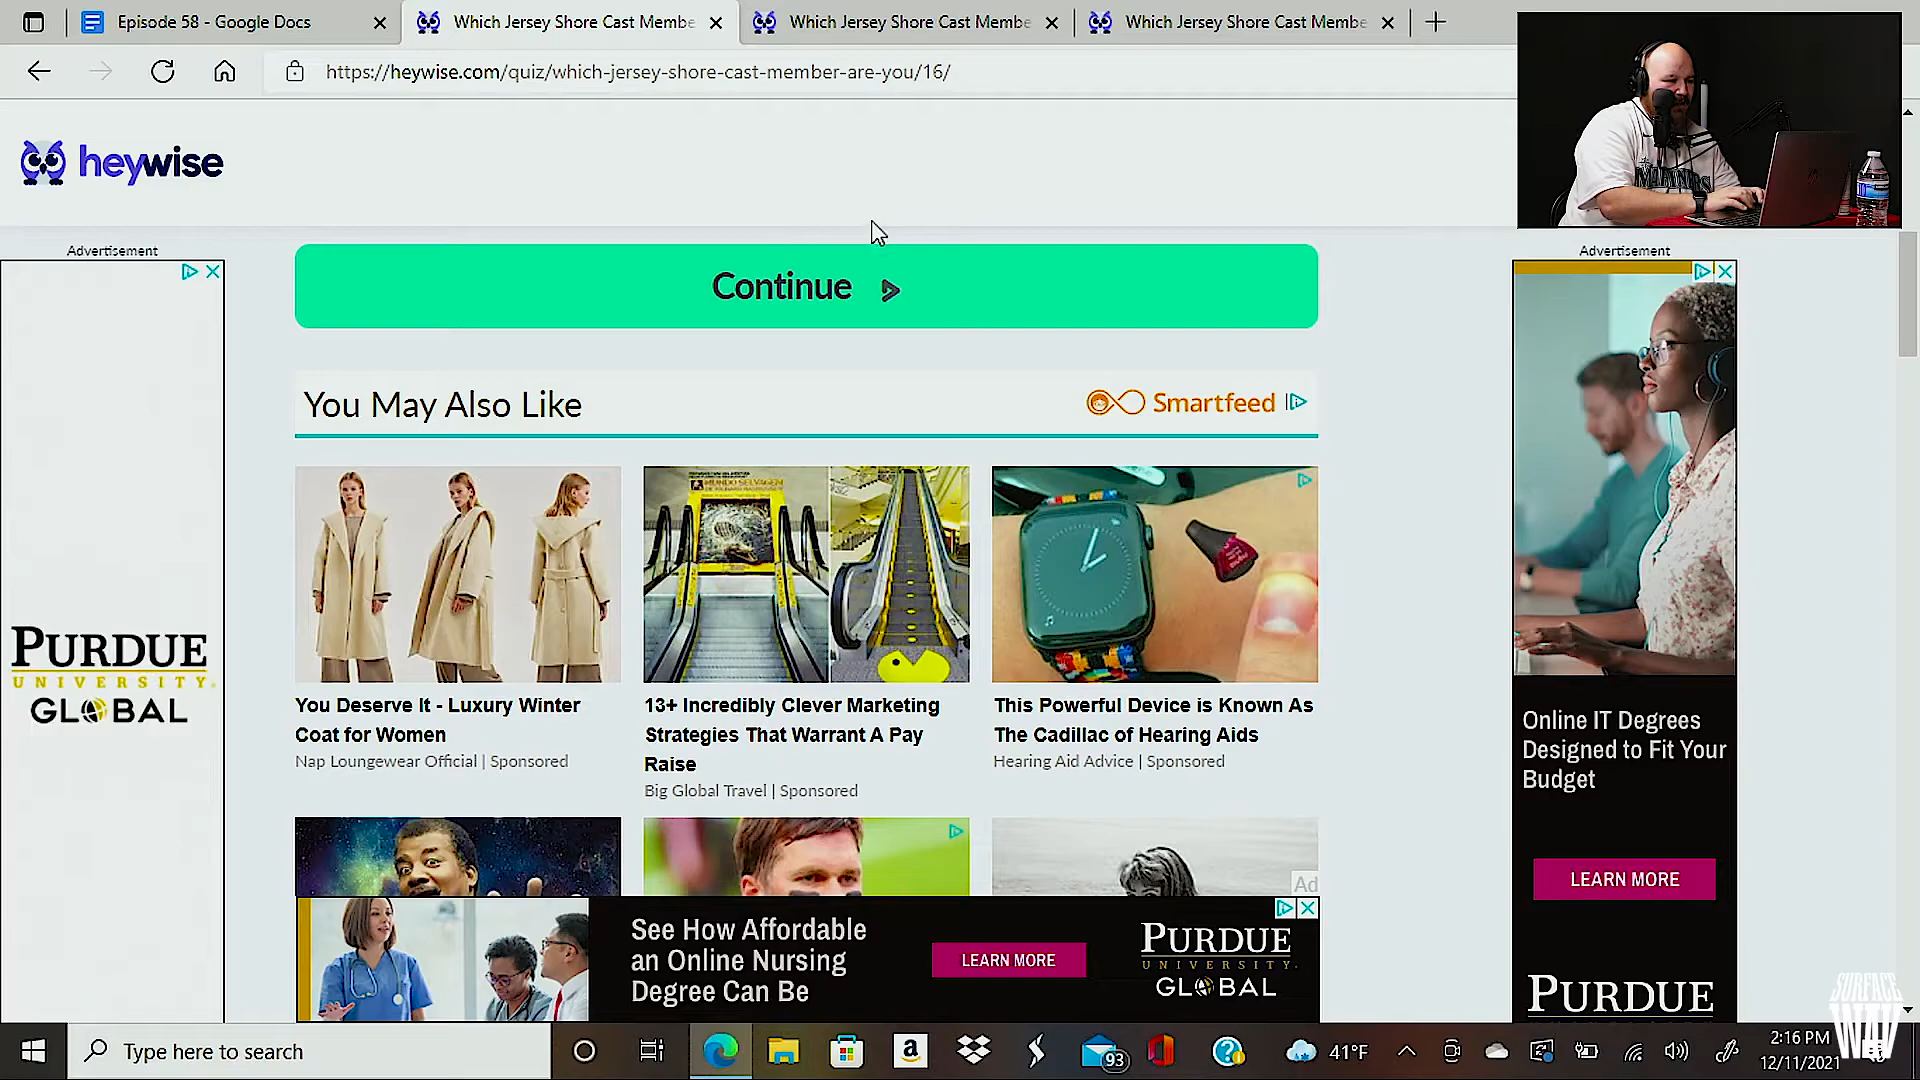 Episode 58 - Google Docs
Which Jersey Shore Cast Membe
Which Jersey Shore Cast Membe
Which Jersey Shore Cast Membe
https://heywise.com/quiz/which-jersey-shore-cast-member-are-you/16/
MARINERS
heywise
Advertisement
Advertisement
Continue
You May Also Like
Smartfeed
MUNDO SELVAGEM
PURDUE
UNIVERSITY
GLOBAL
You Deserve It - Luxury Winter
Coat for Women
Nap Loungewear Official | Sponsored
13+ Incredibly Clever Marketing
Strategies That Warrant A Pay
Raise
Big Global Travel | Sponsored
This Powerful Device is Known As
The Cadillac of Hearing Aids
Hearing Aid Advice | Sponsored
Online IT Degrees
Designed to Fit Your
Budget
LEARN MORE
Ad
See How Affordable
an Online Nursing
Degree Can Be
LEARN MORE
PURDUE
UNIVERSITY
GLOBAL
PURDUE
SURFACE
WAV
Type here to search
a
93
41°F
2:16 PM
12/11/2021